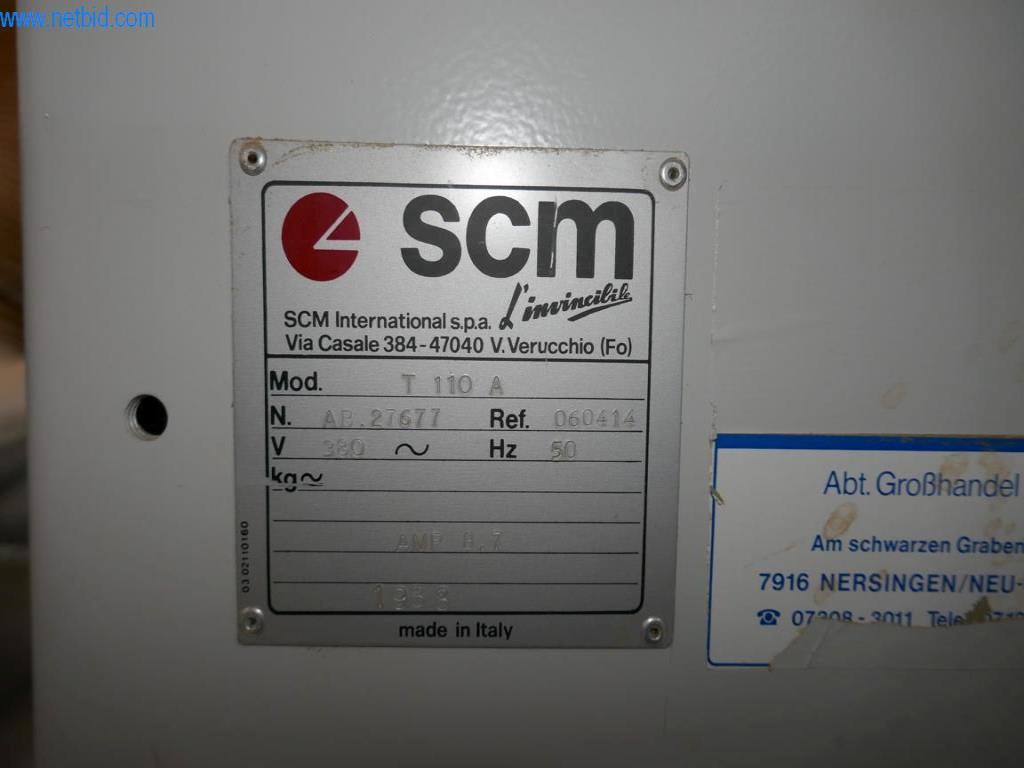 www.netbid.com
scm
L'invincibile
SCM International s.p.a.
Via Casale 384-47040 V. Verucchio (Fo)
Mod. T 110 A
N. AB.27677 Ref. 060414
V 380 ~ Hz 50
kg~
AMP 8,7
made in Italy
03 02110160
Abt. Großhandel
Am schwarzen Graben
7916 NERSINGEN/NEU-
☎ 07308-3011